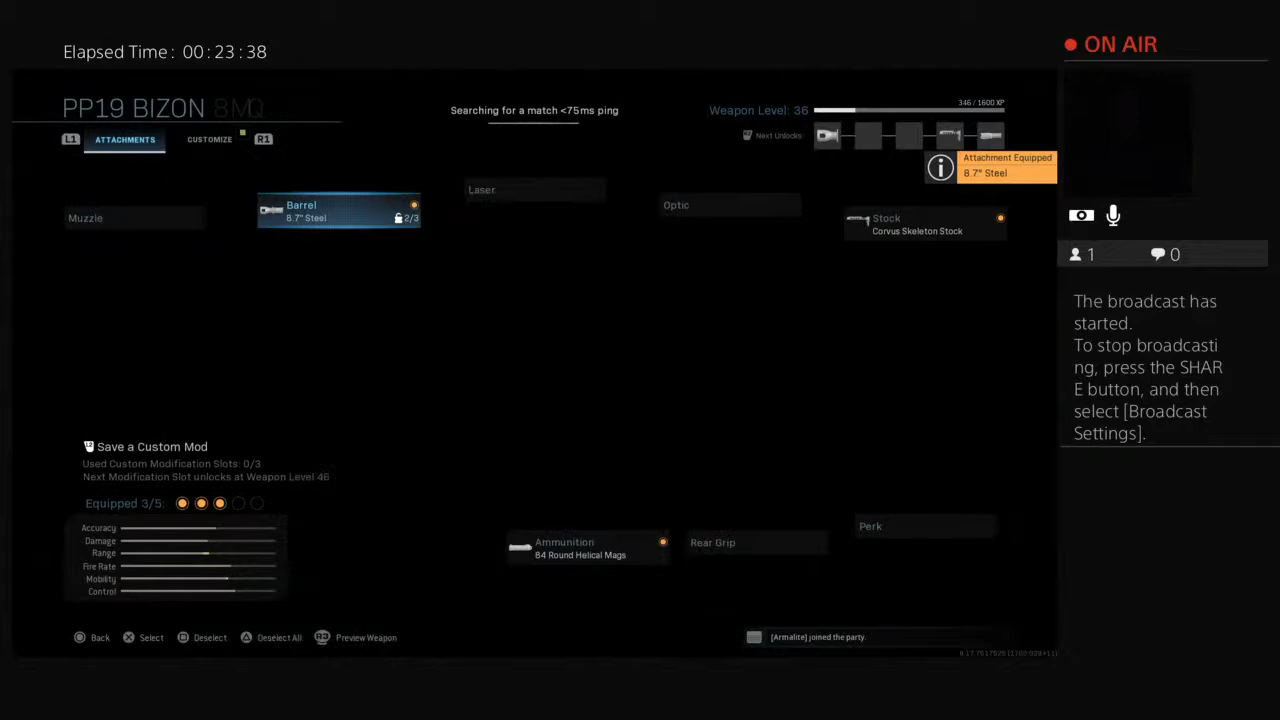 Elapsed Time: 00:23:38
ON AIR
PP19 BIZON 8MQ
Searching for a match <75ms ping
Weapon Level: 36
346 / 1600 XP
L1
ATTACHMENTS
CUSTOMIZE
R1
Next Unlocks:
Attachment Equipped
8.7" Steel
Muzzle
Barrel
8.7" Steel
2/3
Laser
Optic
Stock
Corvus Skeleton Stock
1
0
The broadcast has
started.
To stop broadcasti
ng, press the SHAR
E button, and then
select [Broadcast
Settings].
L2 Save a Custom Mod
Used Custom Modification Slots: 0/3
Next Modification Slot unlocks at Weapon Level 46
Equipped 3/5:
Accuracy
Damage
Range
Fire Rate
Mobility
Control
Ammunition
84 Round Helical Mags
Rear Grip
Perk
Back
Select
Deselect
Deselect All
R3 Preview Weapon
[Armalite] joined the party.